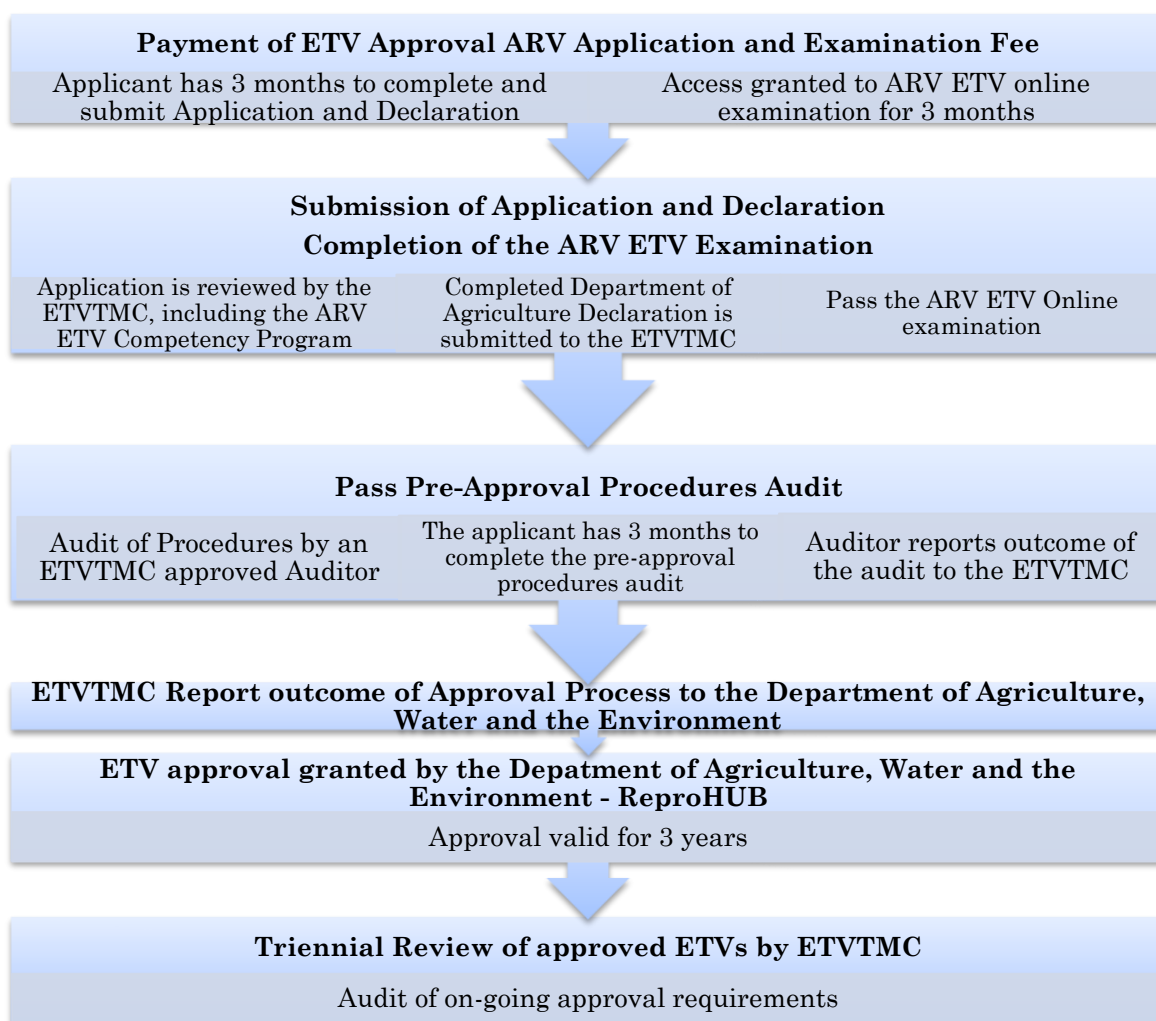 Payment of ETV Approval ARV Application and Examination Fee
Applicant has 3 months to complete and
submit Application and Declaration
Access granted to ARV ETV online
examination for 3 months
Submission of Application and Declaration
Completion of the ARV ETV Examination
Application is reviewed by the
ETVTMC, including the ARV
ETV Competency Program
Completed Department of
Agriculture Declaration is
submitted to the ETVTMC
Pass the ARV ETV Online
examination
Pass Pre-Approval Procedures Audit
Audit of Procedures by an
ETVTMC approved Auditor
The applicant has 3 months to
complete the pre-approval
procedures audit
Auditor reports outcome of
the audit to the ETVTMC
ETVTMC Report outcome of Approval Process to the Department of Agriculture,
Water and the Environment
ETV approval granted by the Depatment of Agriculture, Water and the
Environment - ReproHUB
Approval valid for 3 years
Triennial Review of approved ETVs by ETVTMC
Audit of on-going approval requirements